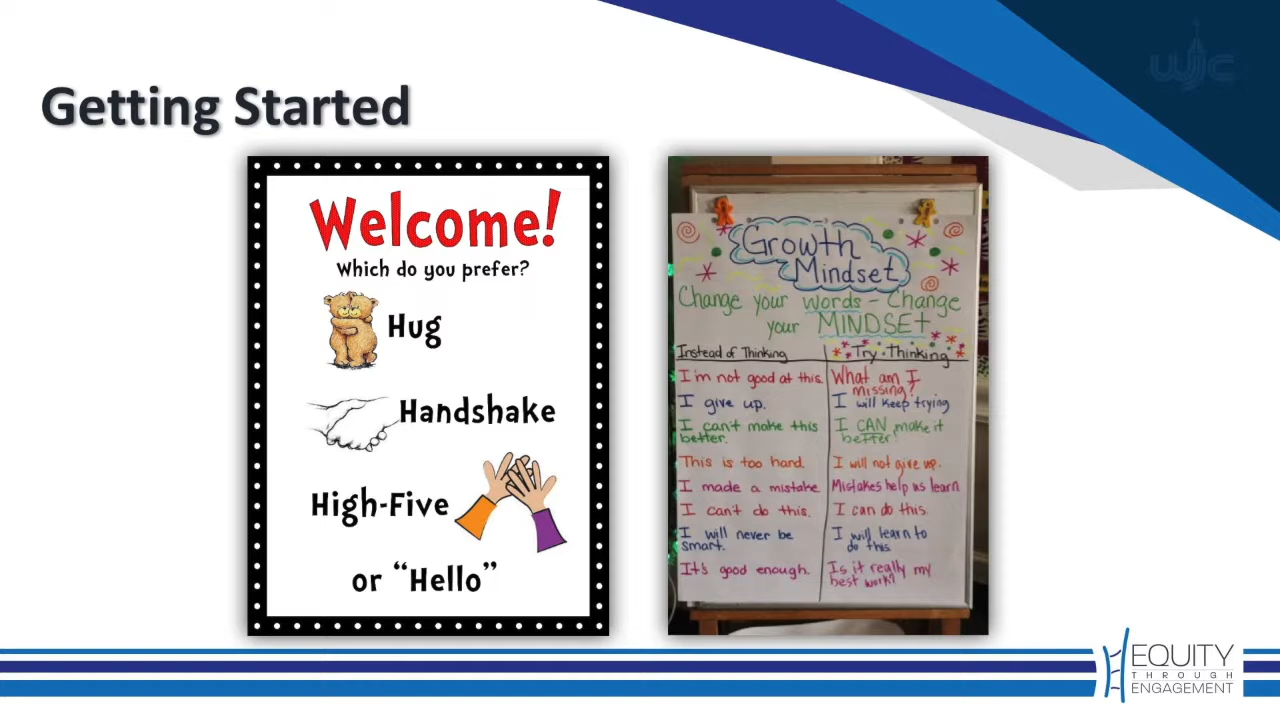 wjc
Getting Started
Welcome!
Which do you prefer?
Hug
Handshake
High-Five
or “Hello”
Growth
Mindset
Change your words - Change
your MINDSET
Instead of Thinking
Try Thinking
I'm not good at this.
What am I
missing?
I give up.
I will keep trying
I can't make this
better.
I CAN make it
better!
This is too hard.
I will not give up.
I made a mistake
Mistakes help us learn
I can't do this.
I can do this.
I will never be
smart.
I will learn to
do this.
It's good enough.
Is it really my
best work?
EQUITY
THROUGH
ENGAGEMENT